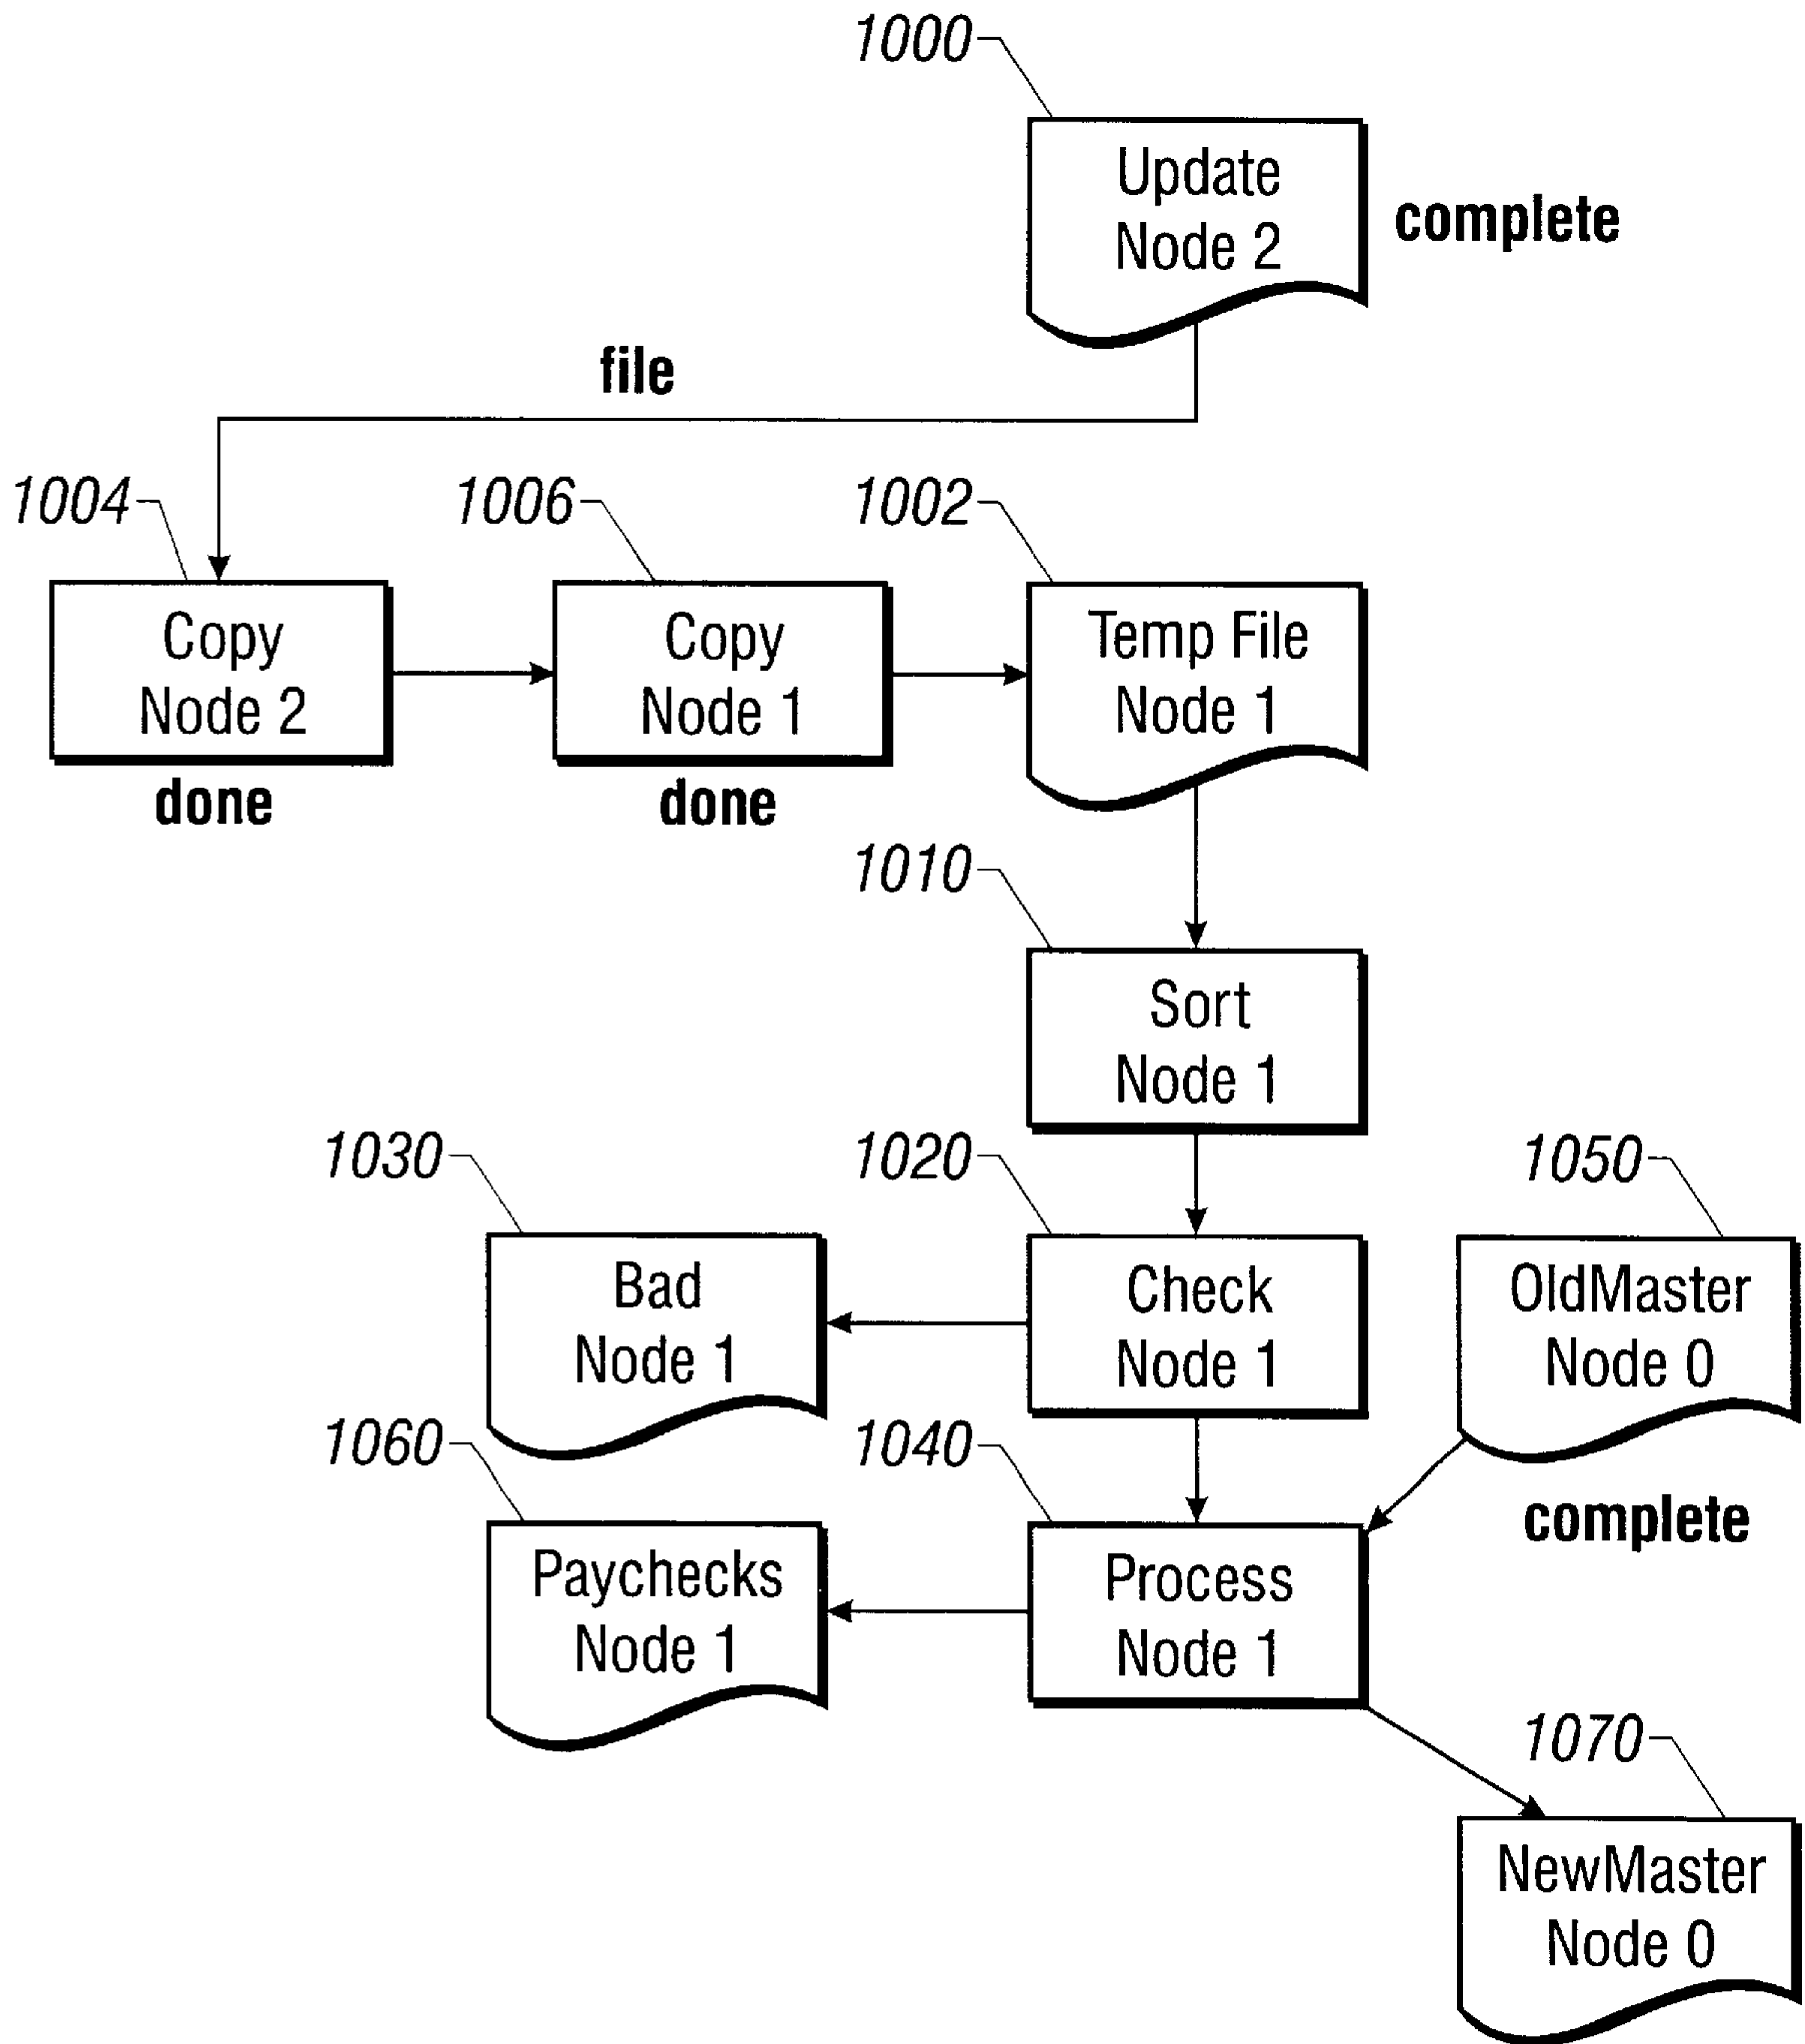 1000
Update
Node 2
complete
file
1004
1006
1002
Copy
Node 2
done
Copy
Node 1
done
Temp File
Node 1
1010
Sort
Node 1
1030
1020
1050
Bad
Node 1
Check
Node 1
OldMaster
Node 0
complete
1060
1040
Paychecks
Node 1
Process
Node 1
1070
NewMaster
Node 0